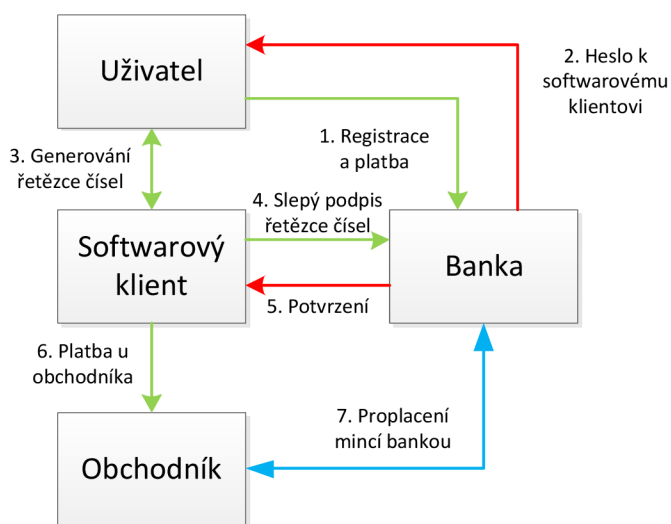 Uživatel
2. Heslo k
softwarovému
klientovi
1. Registrace
a platba
3. Generování
řetězce čísel
4. Slepý podpis
řetězce čísel
Softwarový
klient
Banka
5. Potvrzení
6. Platba u
obchodníka
7. Proplacení
mincí bankou
Obchodník